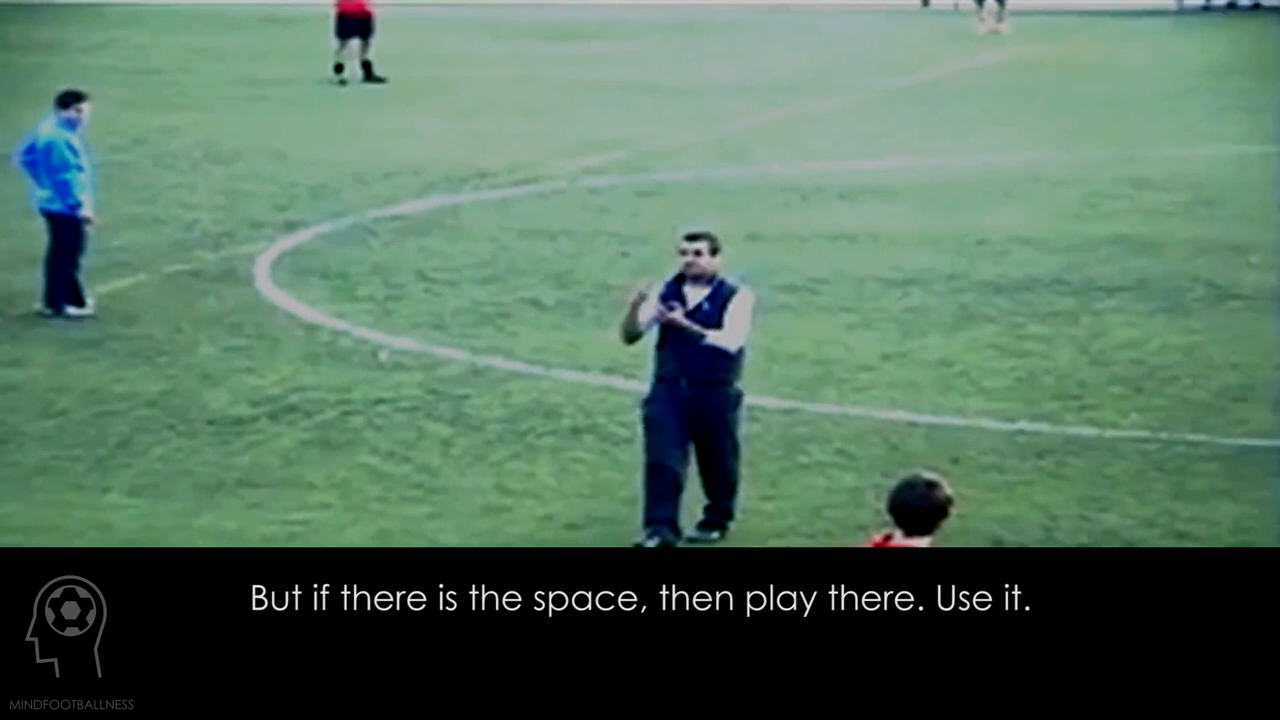 But if there is the space, then play there. Use it.
MINDFOOTBALLNESS